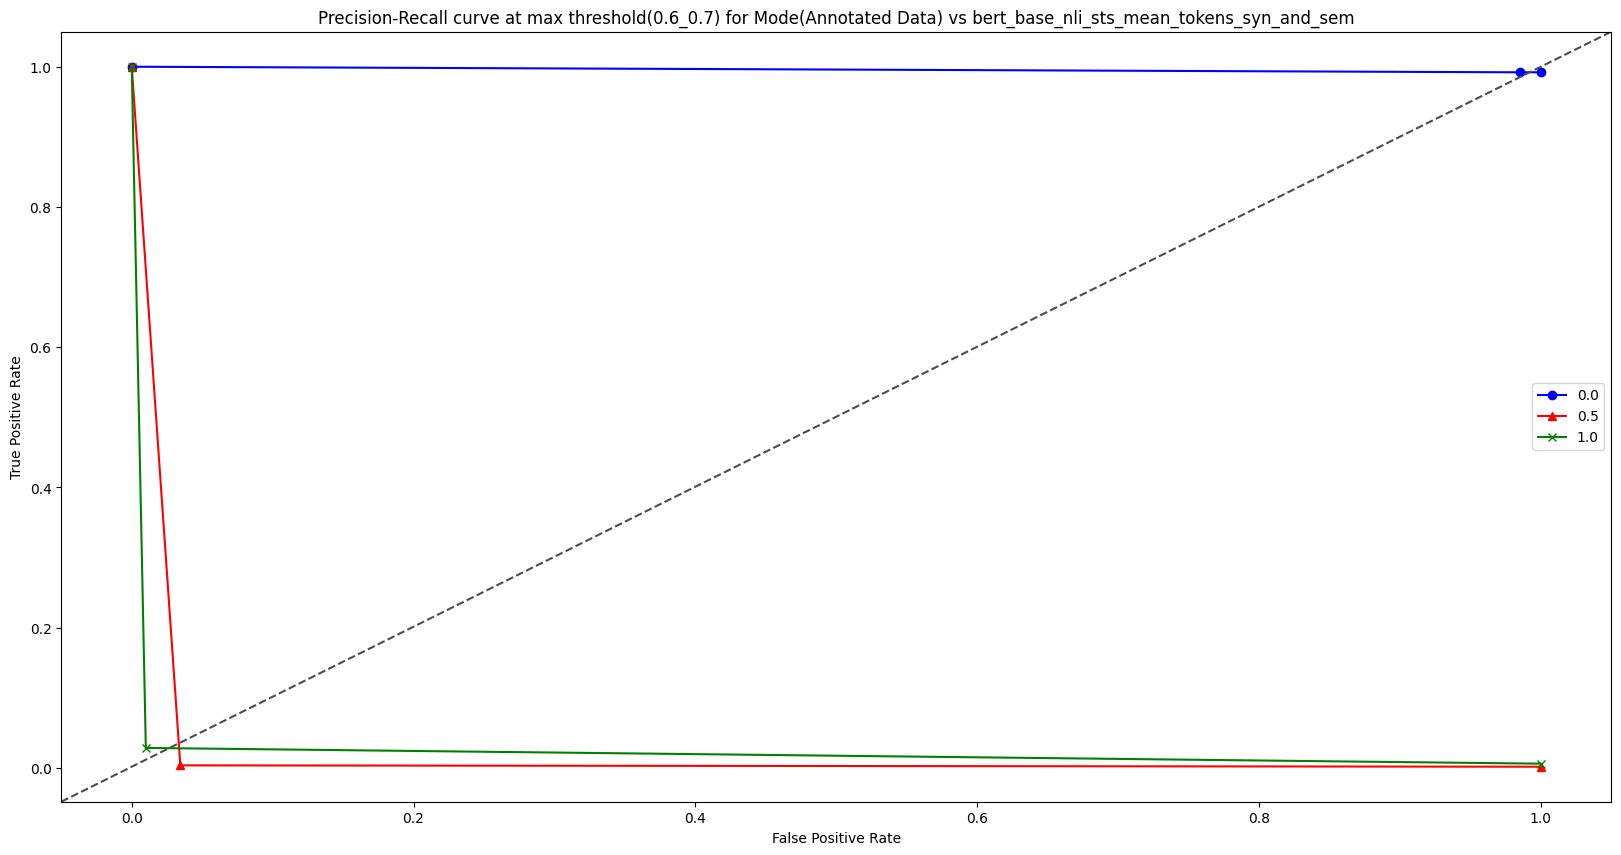 Precision-Recall curve at max threshold(0.6_0.7) for Mode(Annotated Data) vs bert_base_nli_sts_mean_tokens_syn_and_sem
True Positive Rate
1.0
0.8
0.6
0.4
0.2
0.0
0.0
0.5
1.0
0.0 0.2 0.4 0.6 0.8 1.0
False Positive Rate